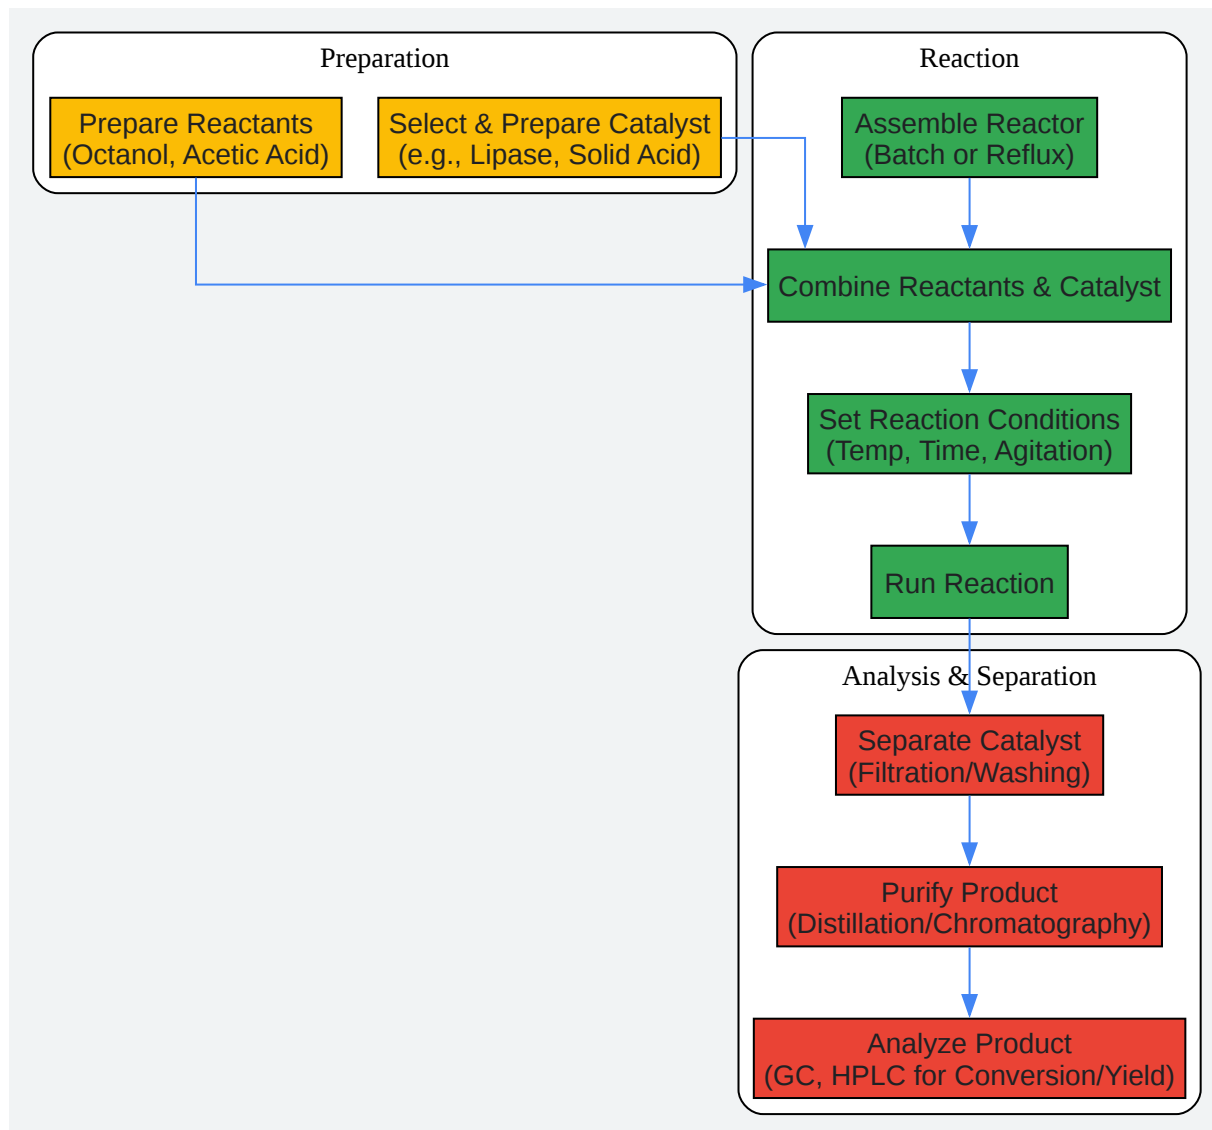 Preparation
Prepare Reactants
(Octanol, Acetic Acid)
Select & Prepare Catalyst
(e.g., Lipase, Solid Acid)
Reaction
Assemble Reactor
(Batch or Reflux)
Combine Reactants & Catalyst
Set Reaction Conditions
(Temp, Time, Agitation)
Run Reaction
Analysis & Separation
Separate Catalyst
(Filtration/Washing)
Purify Product
(Distillation/Chromatography)
Analyze Product
(GC, HPLC for Conversion/Yield)